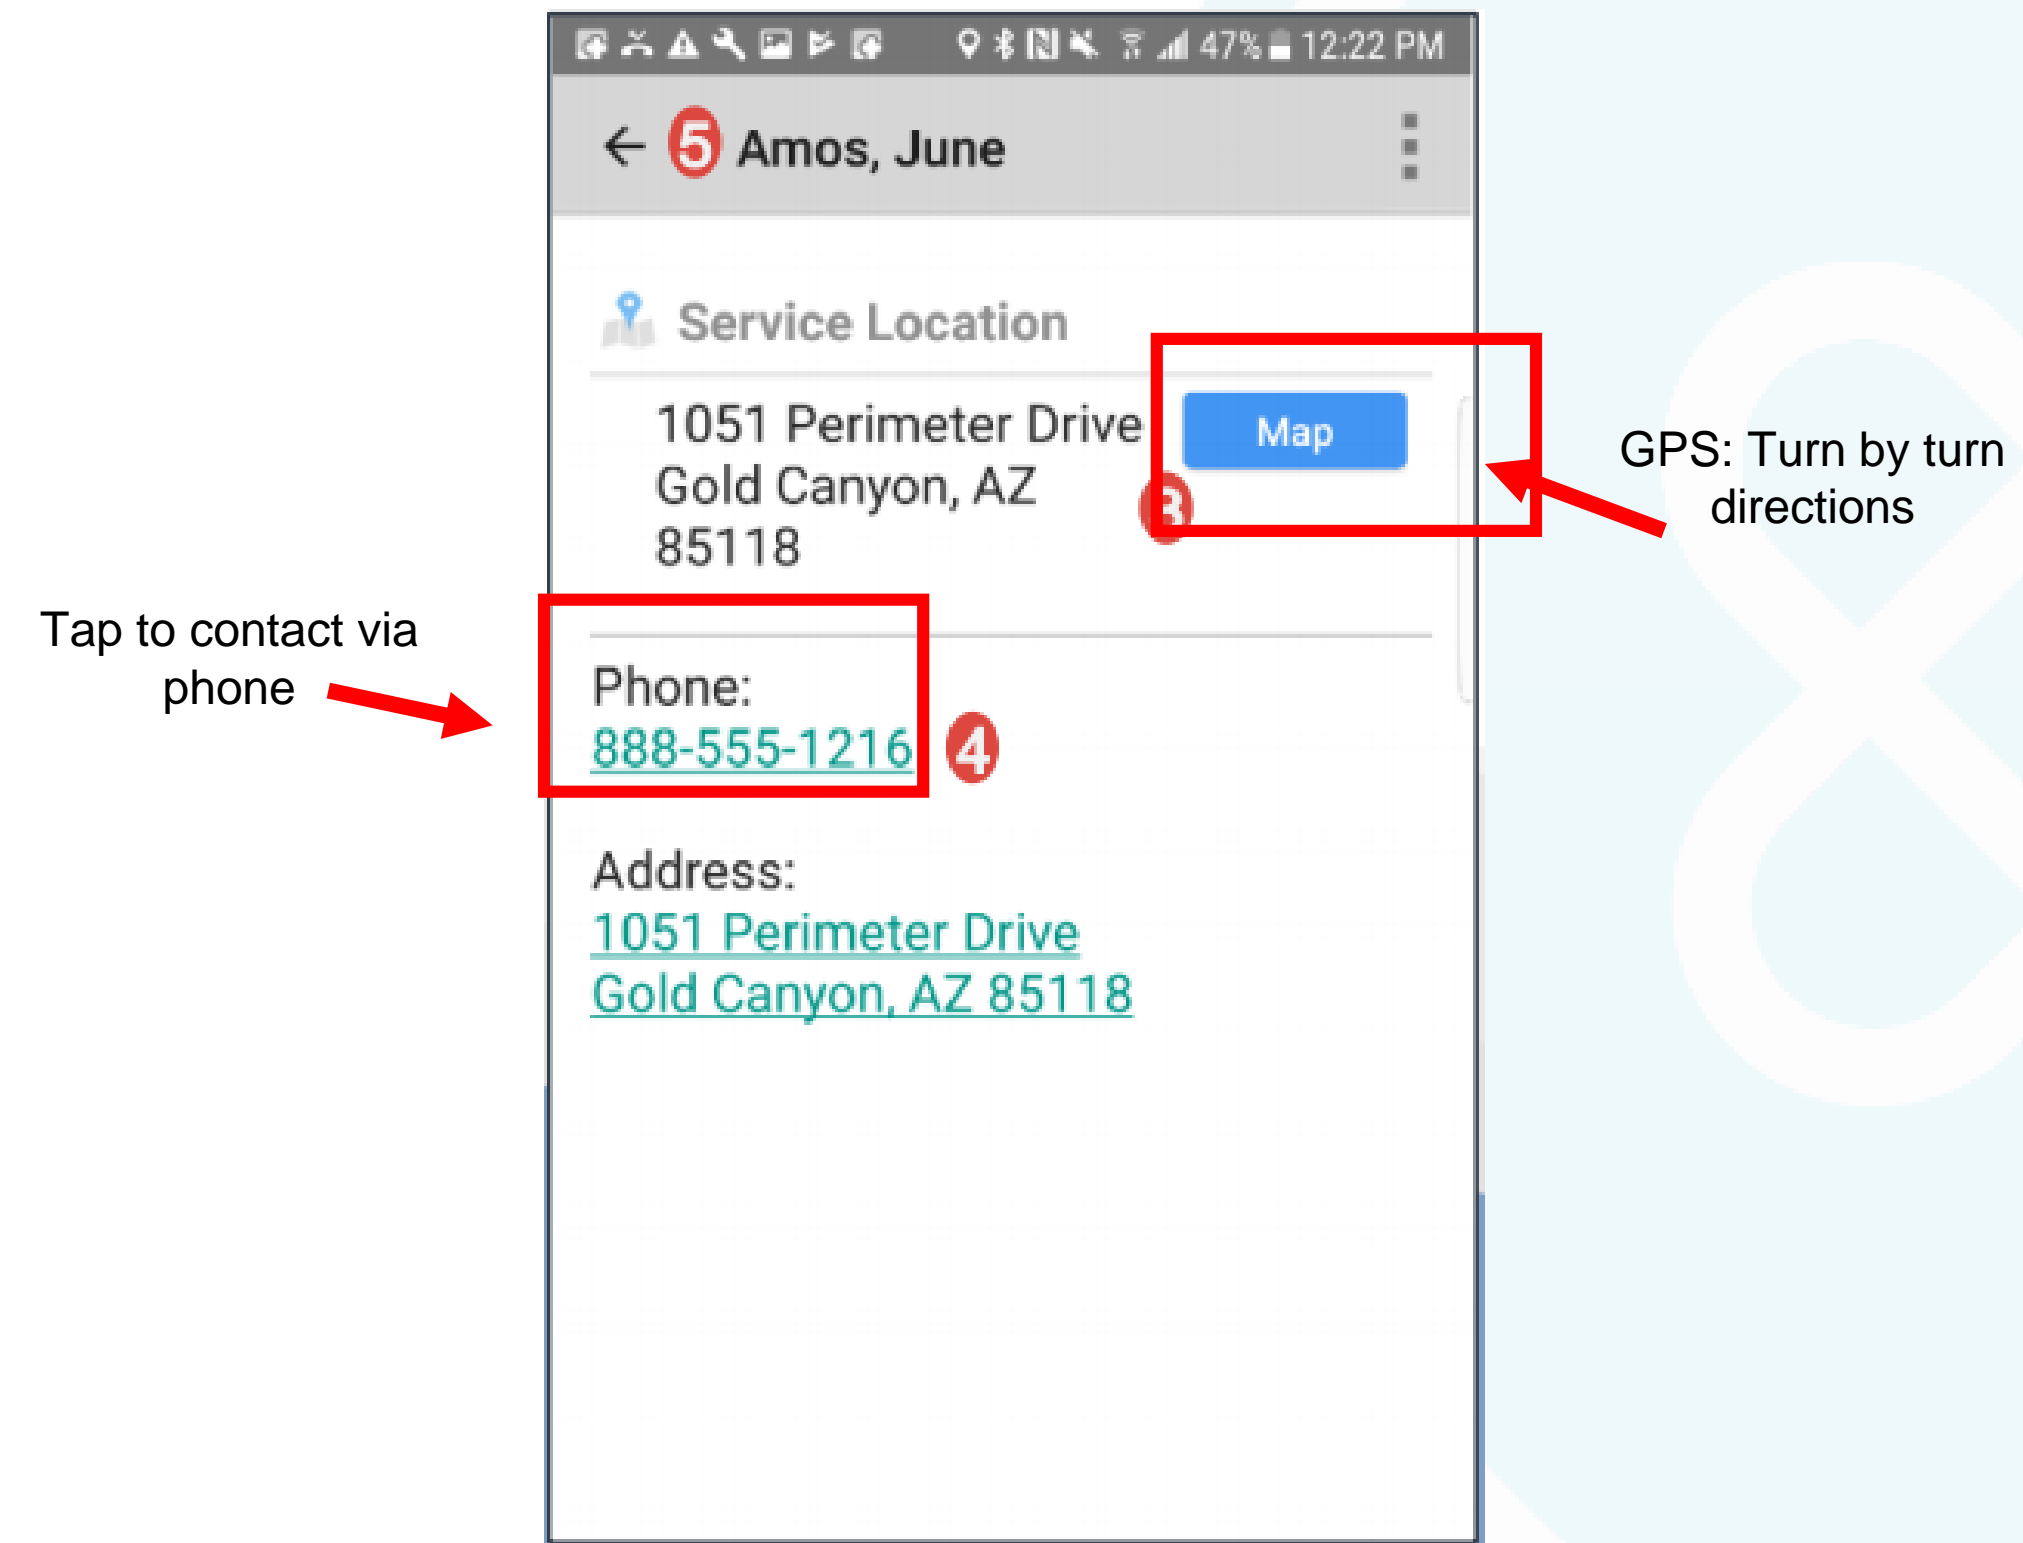 47% 12:22 PM
5 Amos, June
Service Location
1051 Perimeter Drive
Gold Canyon, AZ
85118
Map
3
GPS: Turn by turn
directions
Tap to contact via
phone
Phone:
888-555-1216
4
Address:
1051 Perimeter Drive
Gold Canyon, AZ 85118